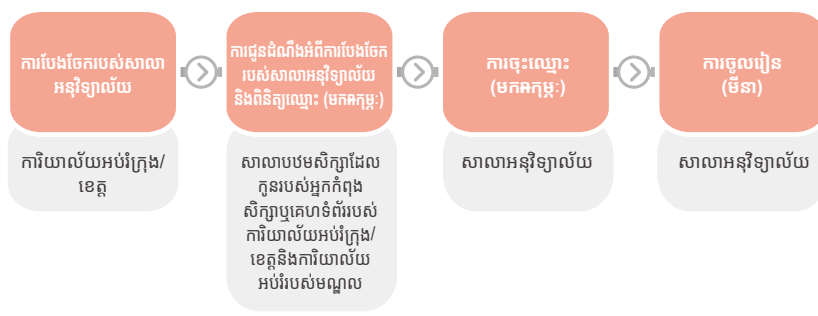 ការបែងចែករបស់សាលា
អនុវិទ្យាល័យ
ការជូនដំណឹងអំពីការបែងចែក
របស់សាលាអនុវិទ្យាល័យ
និងពិនិត្យឈ្មោះ (មករាកុម្ភៈ)
ការចុះឈ្មោះ
(មករាកុម្ភៈ)
ការចូលរៀន
(មីនា)
ការិយាល័យអប់រំក្រុង/
ខេត្ត
សាលាបឋមសិក្សាដែល
កូនរបស់អ្នកកំពុង
សិក្សាឬគេហទំព័ររបស់
ការិយាល័យអប់រំក្រុង/
ខេត្តនិងការិយាល័យ
អប់រំរបស់មណ្ឌល
សាលាអនុវិទ្យាល័យ
សាលាអនុវិទ្យាល័យ